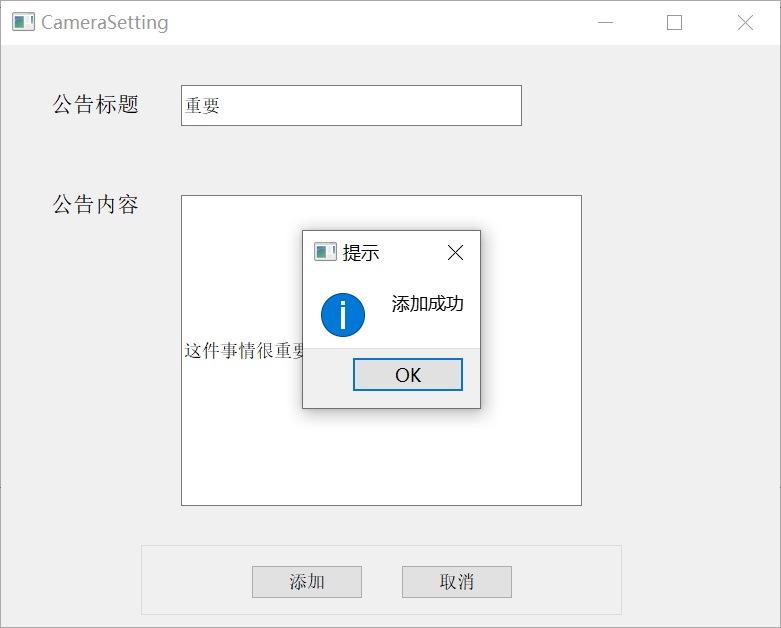 CameraSetting
公告标题
重要
公告内容
这件事情很重要
提示
添加成功
OK
添加
取消